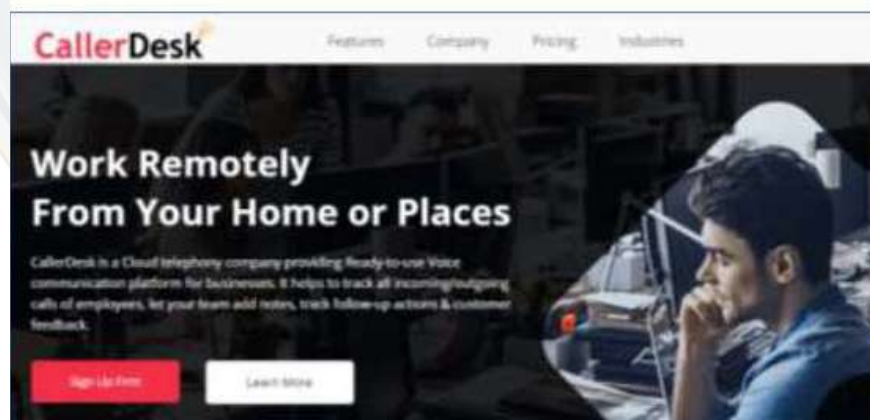 CallerDesk
Features Company Pricing Industries
Work Remotely
From Your Home or Places
CallerDesk is a Cloud telephony company providing Ready-to-use Voice
communication platform for businesses. It helps to track all incoming/outgoing
calls of employees, let your team add notes, track follow-up actions & customer
feedback.
Sign Up Free Learn More